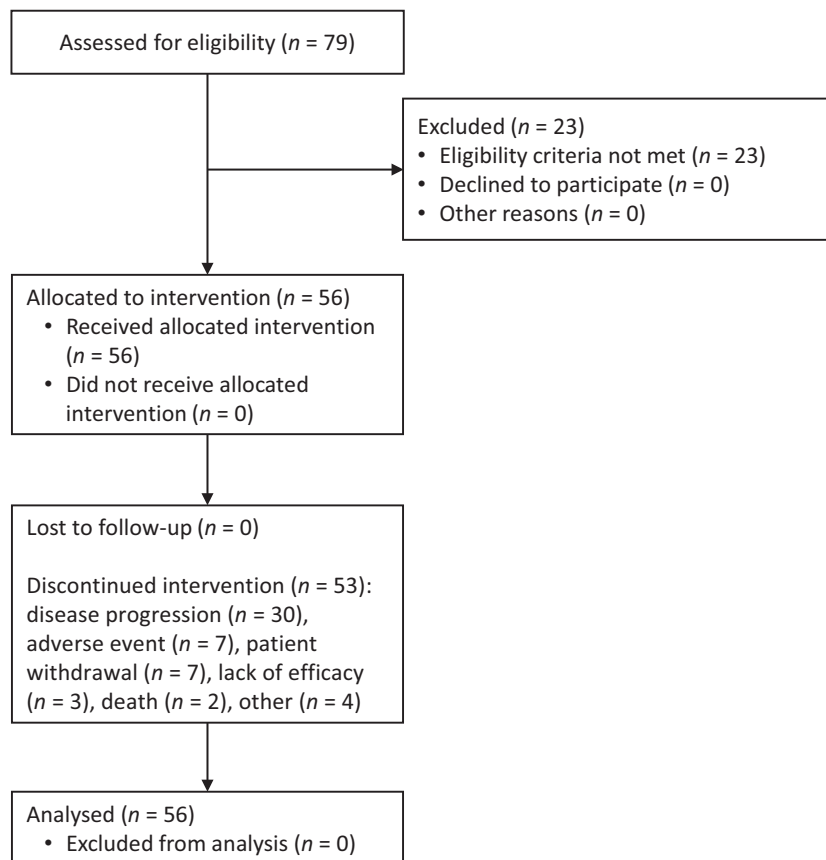 Assessed for eligibility (n = 79)
Excluded (n = 23)
• Eligibility criteria not met (n = 23)
• Declined to participate (n = 0)
• Other reasons (n = 0)
Allocated to intervention (n = 56)
• Received allocated intervention
(n = 56)
• Did not receive allocated
intervention (n = 0)
Lost to follow-up (n = 0)
Discontinued intervention (n = 53):
disease progression (n = 30),
adverse event (n = 7), patient
withdrawal (n = 7), lack of efficacy
(n = 3), death (n = 2), other (n = 4)
Analysed (n = 56)
• Excluded from analysis (n = 0)